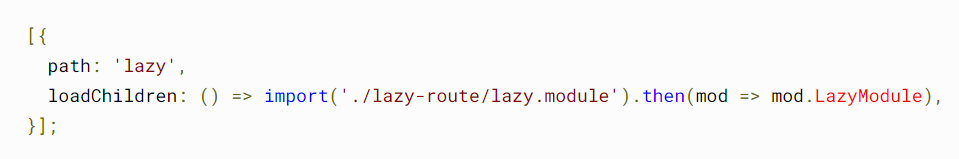 [{
  path: 'lazy',
  loadChildren: () => import('./lazy-route/lazy.module').then(mod => mod.LazyModule),
}];